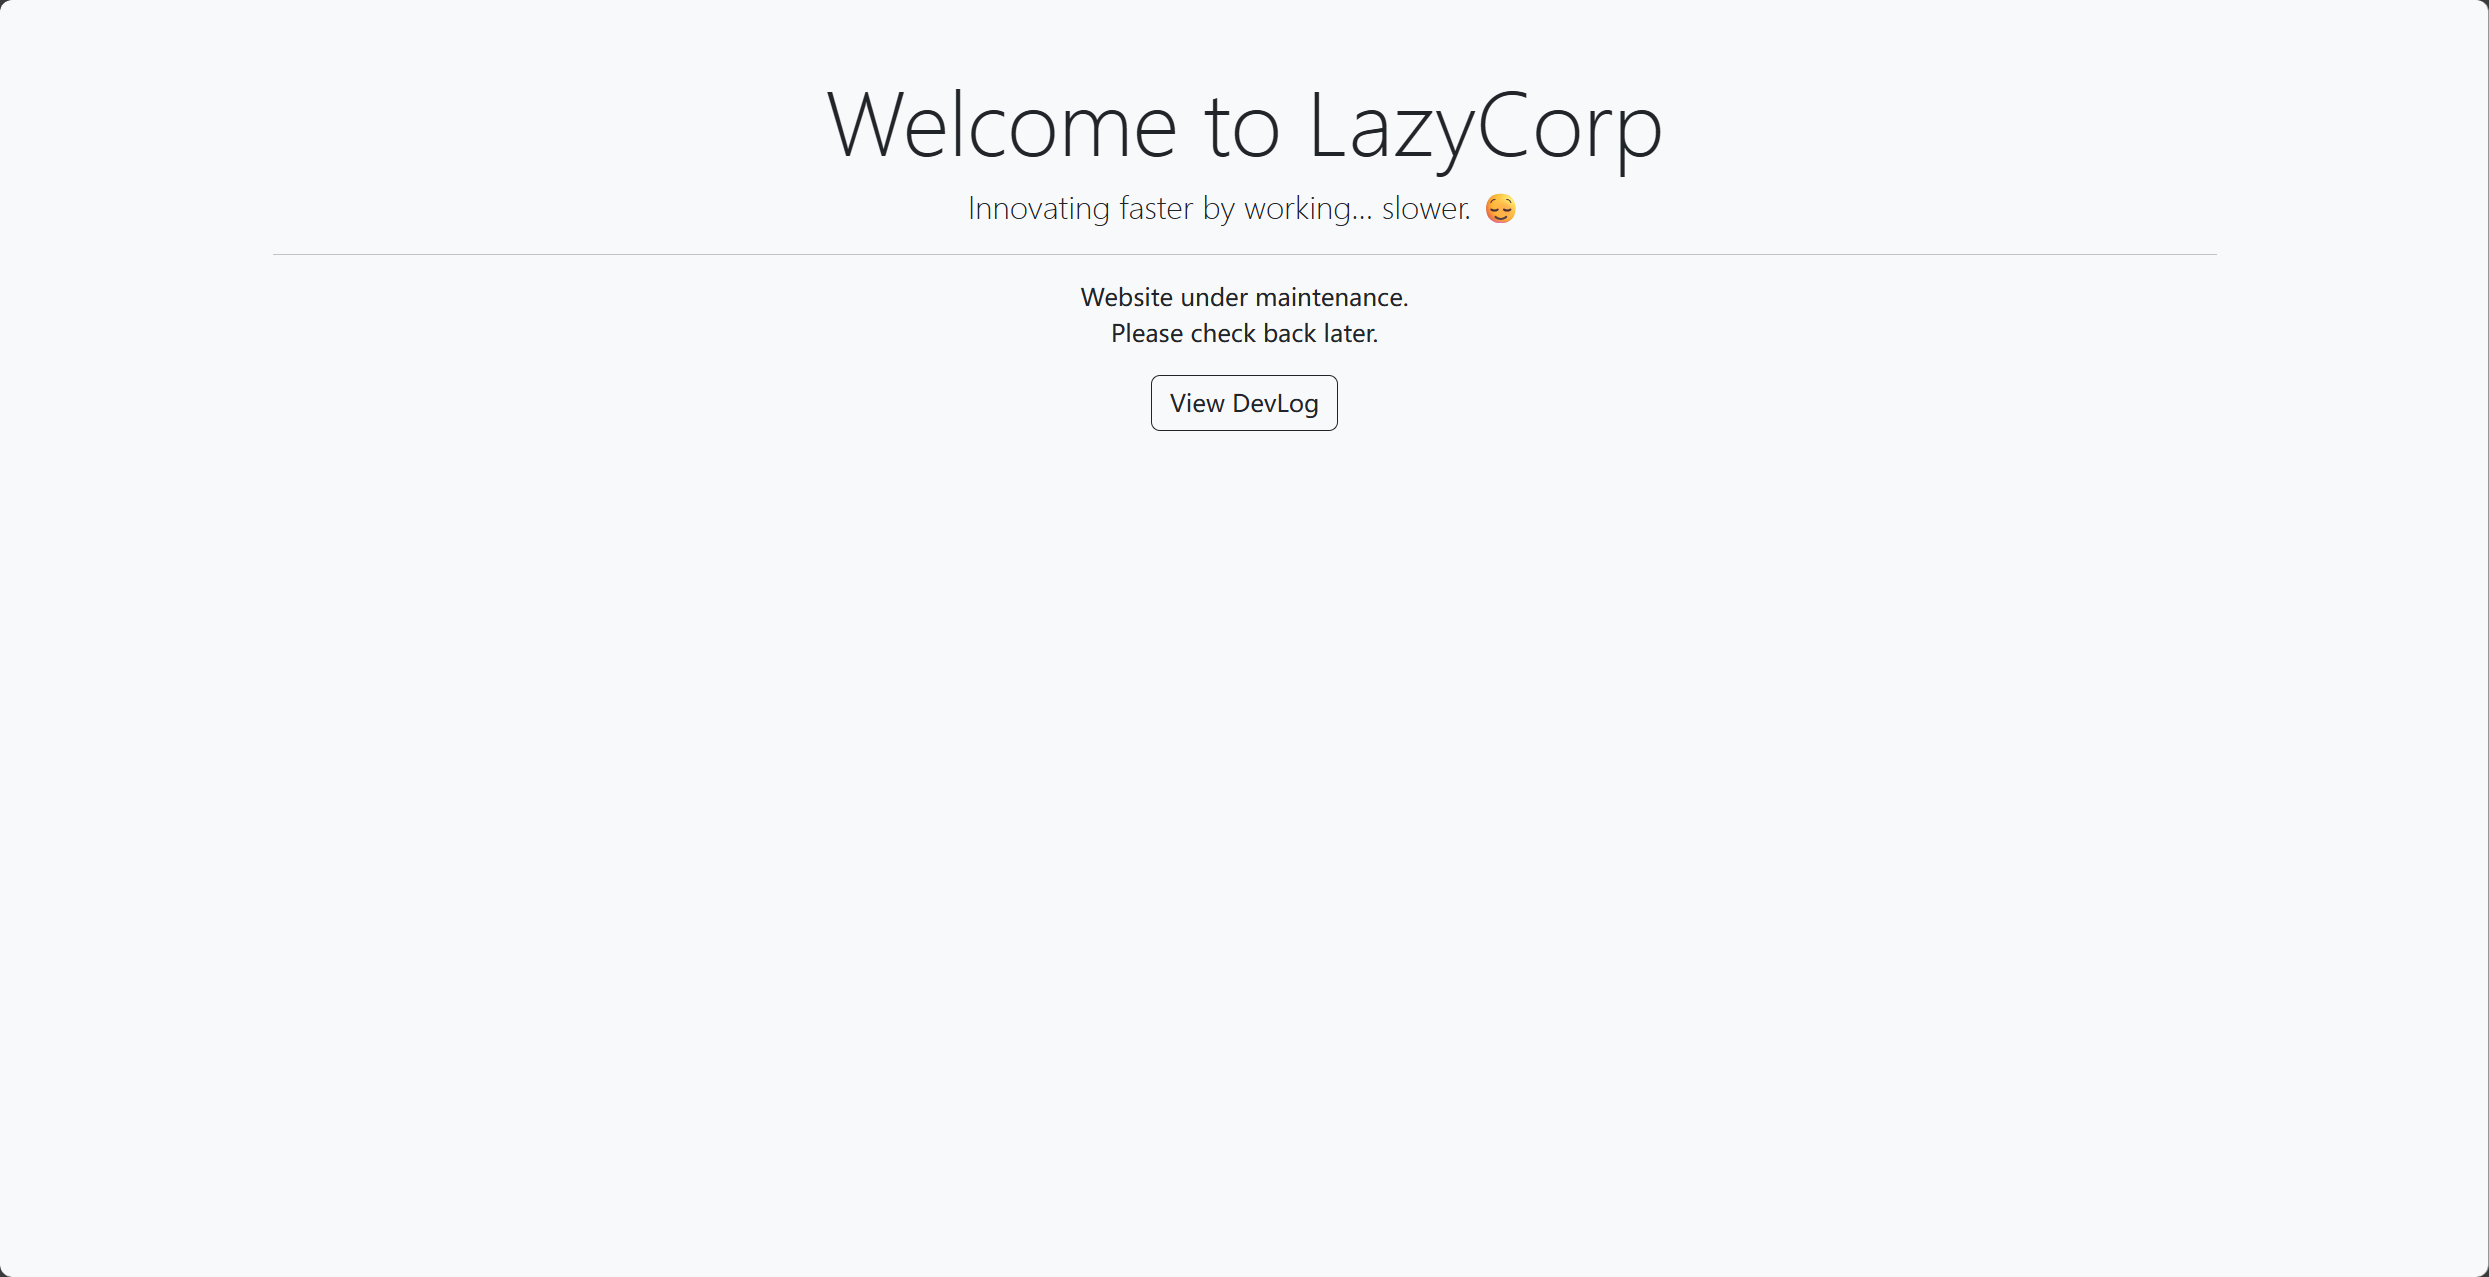 Welcome to LazyCorp
Innovating faster by working... slower. 😌
Website under maintenance.
Please check back later.
View DevLog